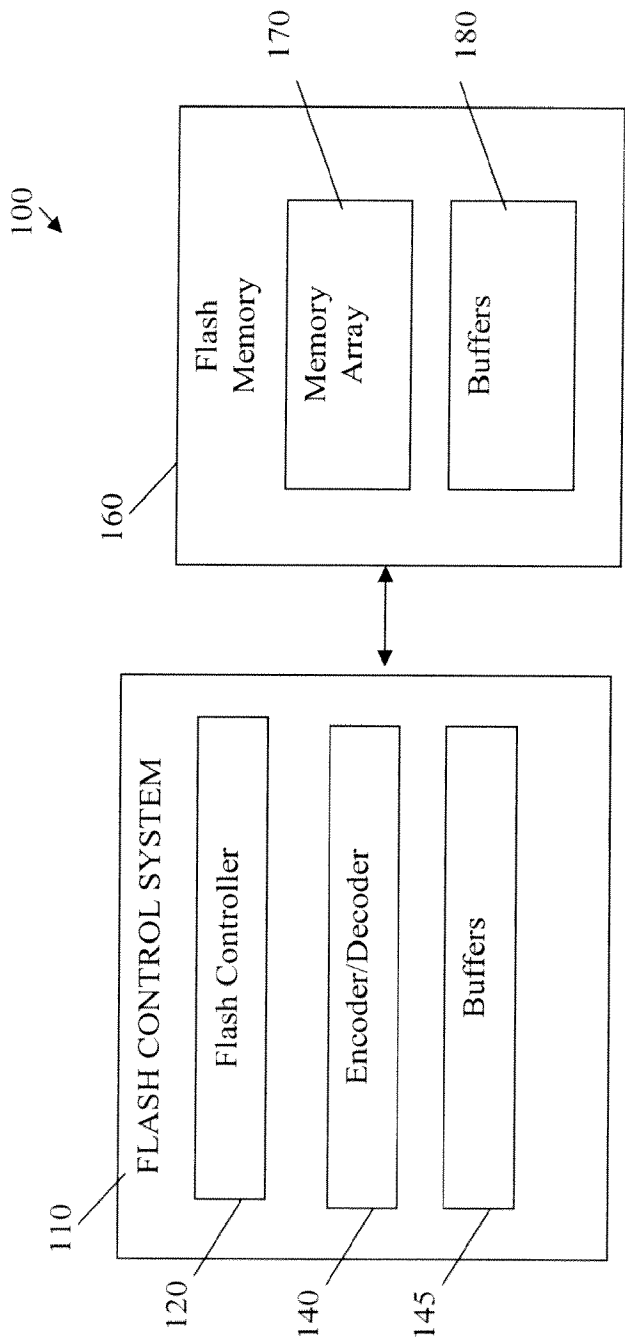 100
110
FLASH CONTROL SYSTEM
120
Flash Controller
140
Encoder/Decoder
145
Buffers
160
Flash
Memory
170
Memory
Array
180
Buffers